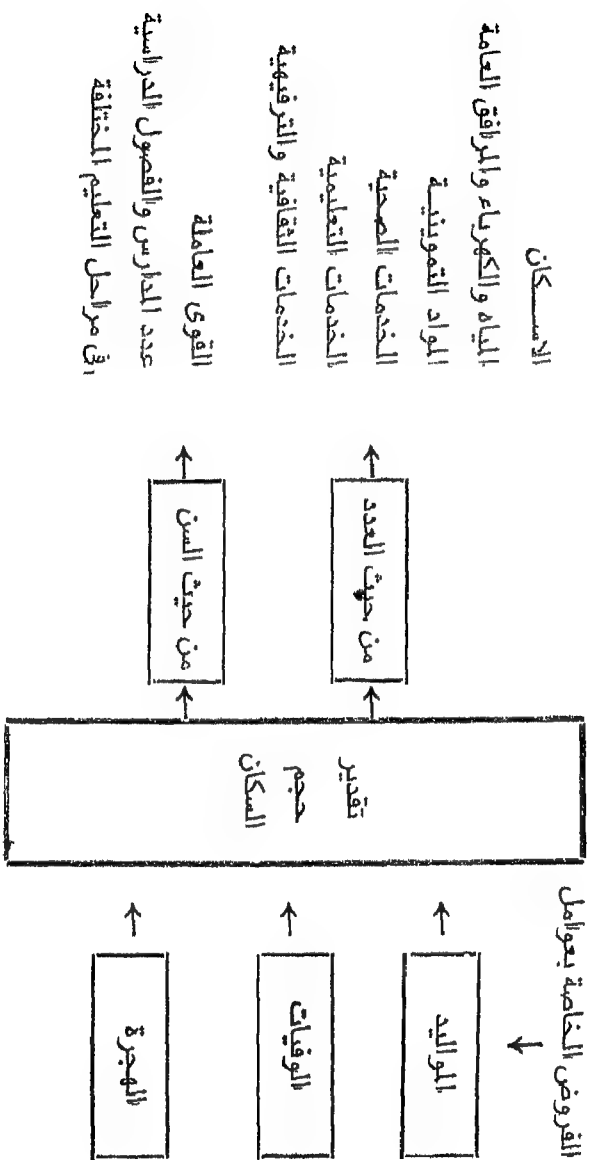 الفروض الخاصة بعوامل
المواليد
الوفيات
الهجرة
تقدير
حجم
السكان
من حيث العدد
من حيث السن
الاسكان
المياه والكهرباء والمرافق العامة
المواد التموينية
الخدمات الصحية
الخدمات التعليمية
الخدمات الثقافية والترفيهية
القوى العاملة
عدد المدارس والفصول الدراسية
فى مراحل التعليم المختلفة